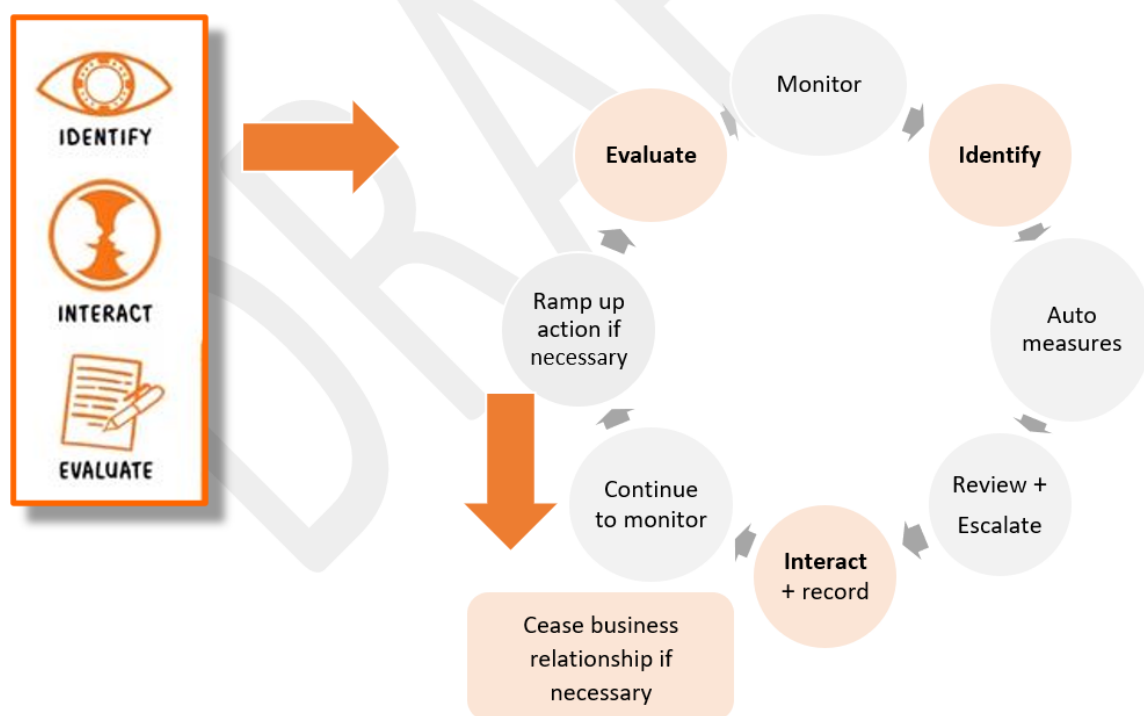 IDENTIFY
INTERACT
EVALUATE
Monitor
Identify
Auto
measures
Review +
Escalate
Interact
+ record
Continue
to monitor
Ramp up
action if
necessary
Evaluate
Cease business
relationship if
necessary
DRA